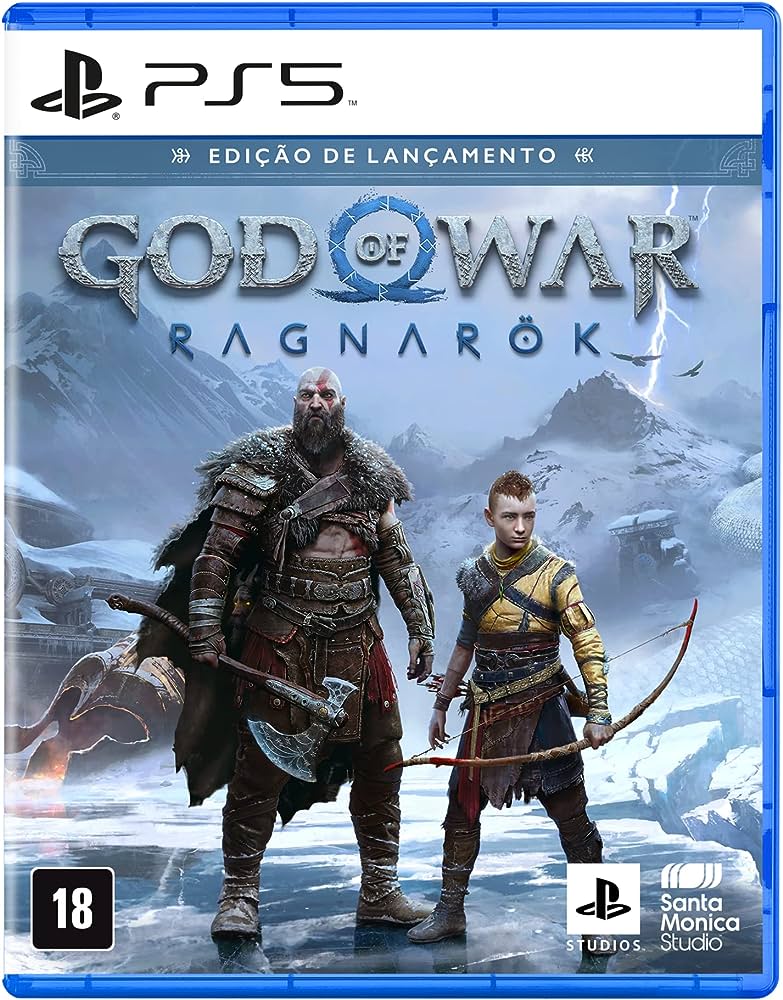 PS5
EDIÇÃO DE LANÇAMENTO
GOD OF WAR
RAGNARÖK
18
STUDIOS
Santa
Monica
Studio